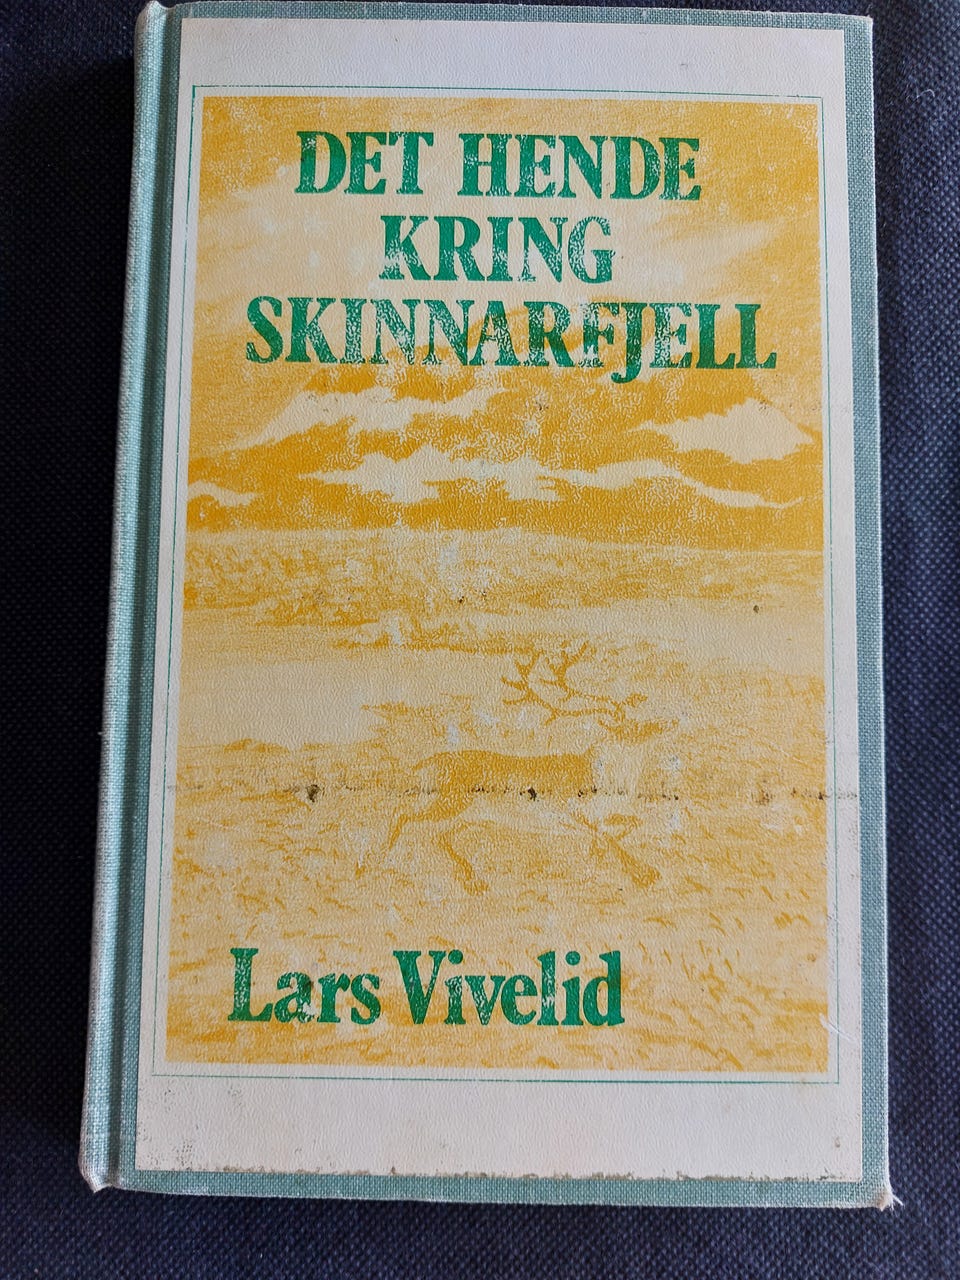 DET HENDE
KRING
SKINNARFJELL
Lars Vivelid